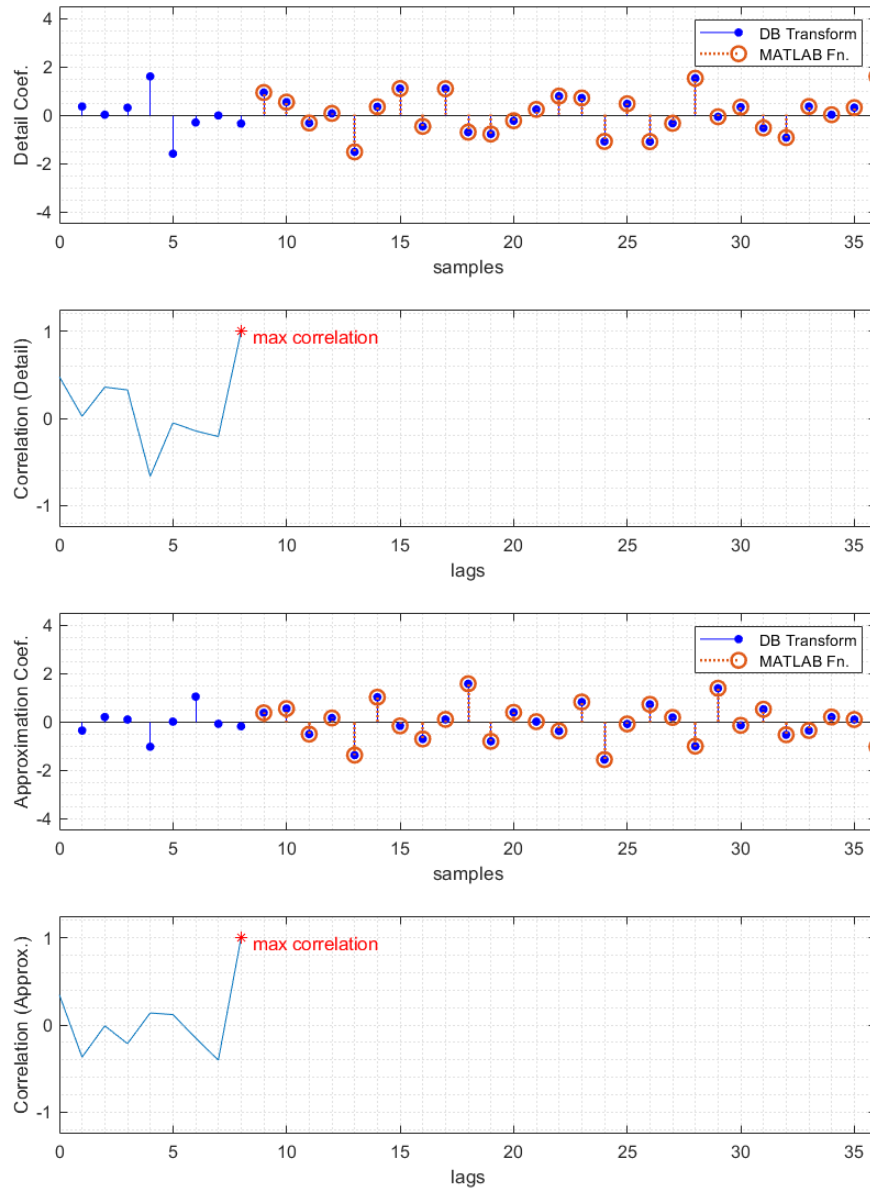 4
2
0
-2
-4
Detail Coef.
DB Transform
MATLAB Fn.
0 5 10 15 20 25 30 35
samples
1
0
-1
Correlation (Detail)
max correlation
0 5 10 15 20 25 30 35
lags
4
2
0
-2
-4
Approximation Coef.
DB Transform
MATLAB Fn.
0 5 10 15 20 25 30 35
samples
1
0
-1
Correlation (Approx.)
max correlation
0 5 10 15 20 25 30 35
lags